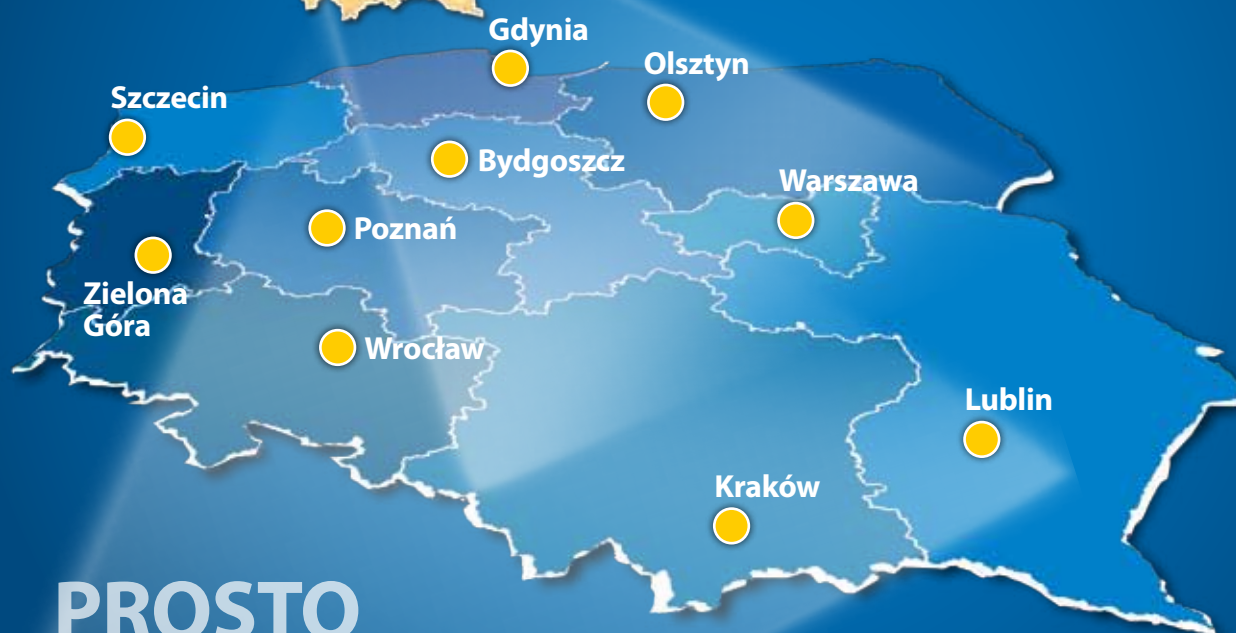 Gdynia
Olsztyn
Szczecin
Bydgoszcz
Warszawa
Poznań
Zielona
Góra
Wrocław
Lublin
Kraków
PROSTO